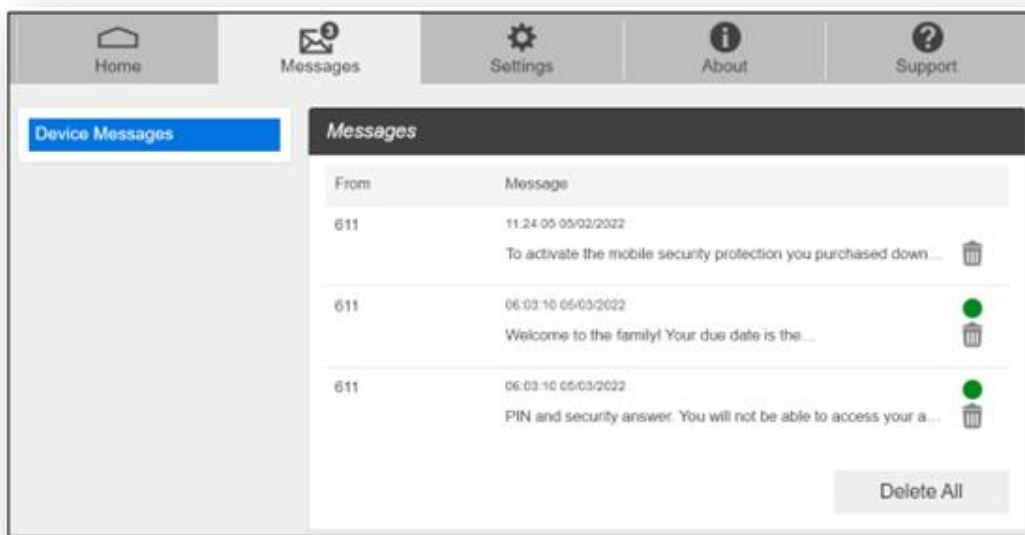 3
Home
Messages
Settings
About
Support
Device Messages
Messages
From Message
611 11:24:05 05/02/2022
To activate the mobile security protection you purchased down...
611 06:03:10 05/03/2022
Welcome to the family! Your due date is the...
611 06:03:10 05/03/2022
PIN and security answer. You will not be able to access your a...
Delete All